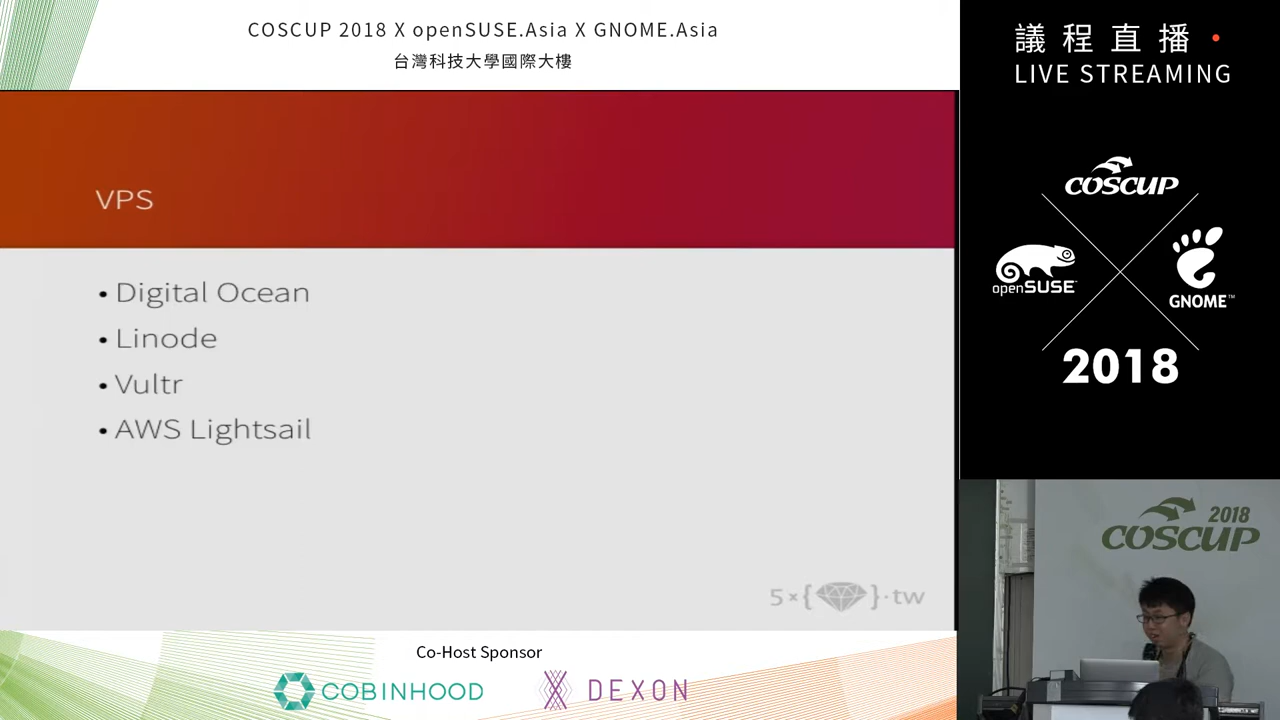 COSCUP 2018 X openSUSE.Asia X GNOME.Asia
台灣科技大學國際大樓
議程直播
LIVE STREAMING
COSCUP
openSUSE
GNOME™
2018
VPS
• Digital Ocean
• Linode
• Vultr
• AWS Lightsail
5×{}·tw
2018
COSCUP
Co-Host Sponsor
COBINHOOD
DEXON